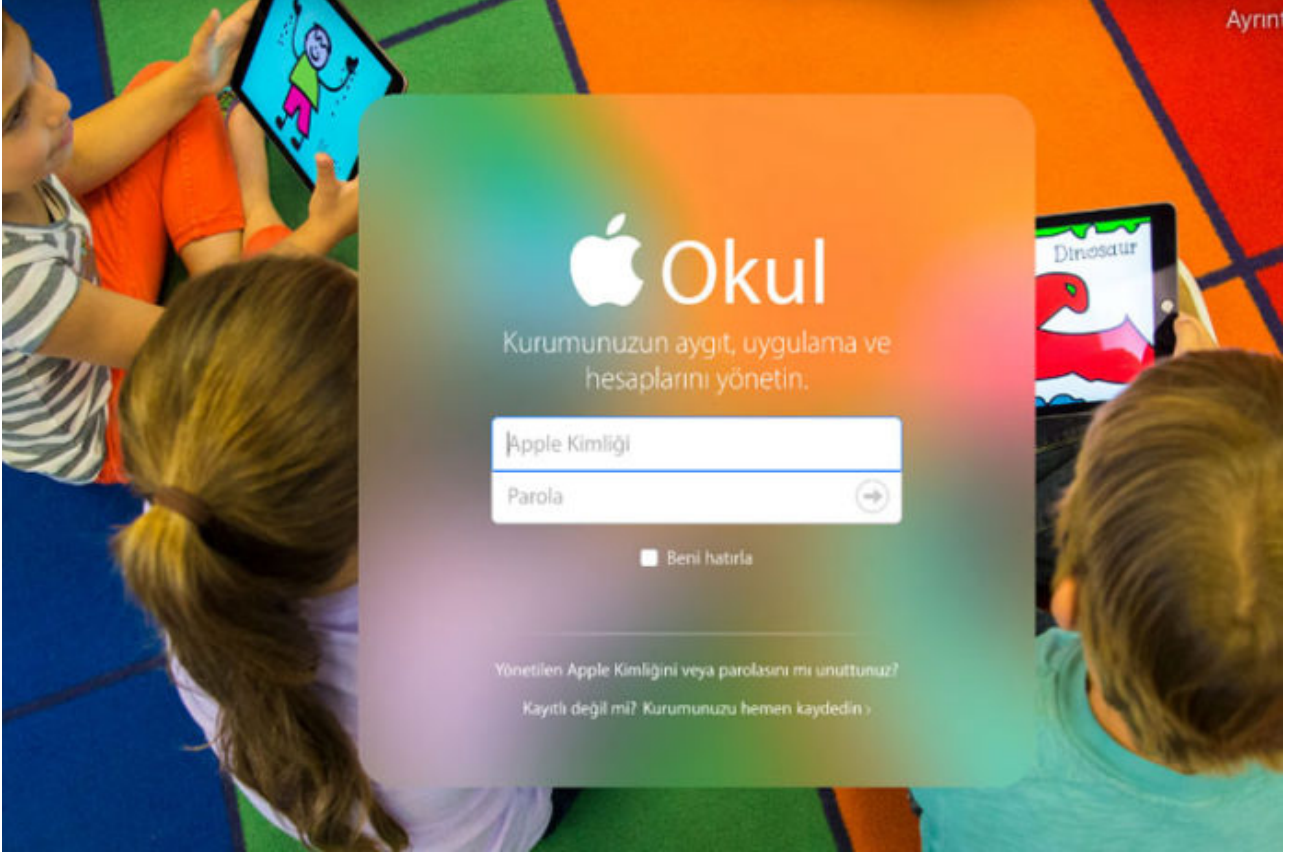 Okul
Dinosaur
Kurumunuzun aygıt, uygulama ve
hesaplarını yönetin.
Apple Kimliği
Parola
Beni hatırla
Yönetilen Apple Kimliğini veya parolasını mı unuttunuz?
Kayıtlı değil mi? Kurumunuzu hemen kaydedin ›